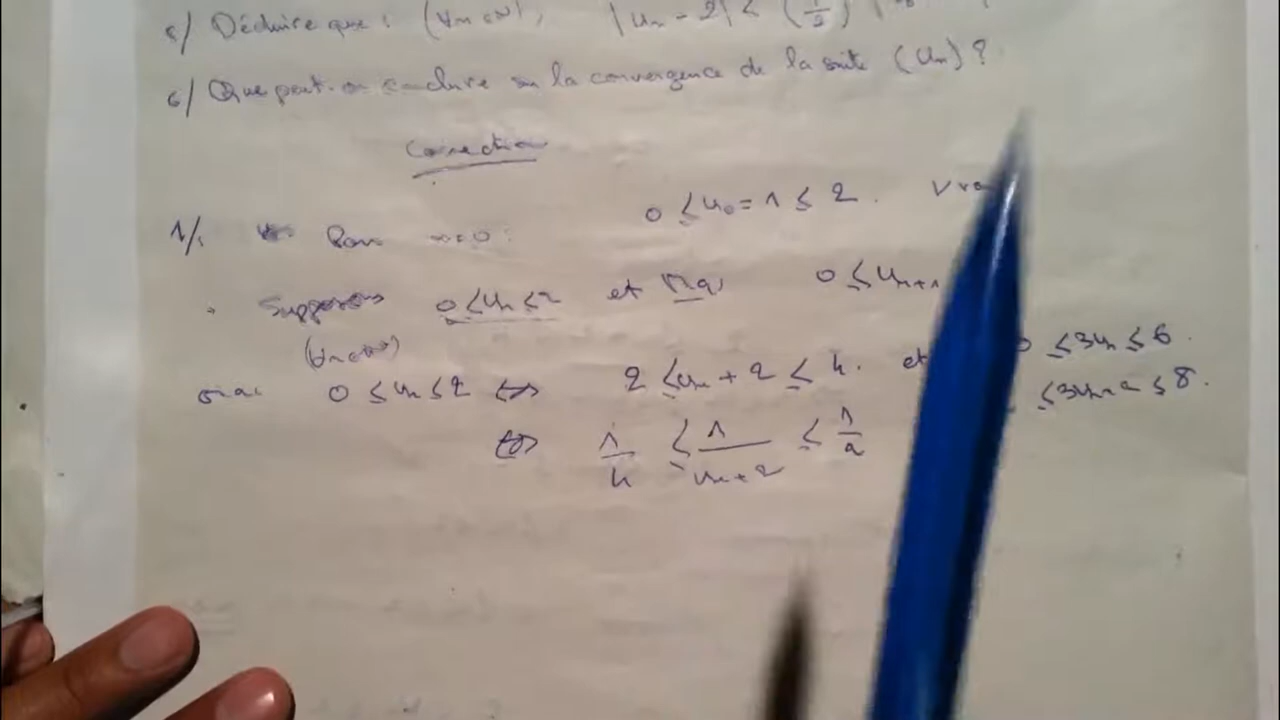 5/ Déduire que : (∀n∈ℕ), |Un - 2| ≤ (1/2)
6/ Que peut-on conclure sur la convergence de la suite (Un) ?
Correction
1/. Pour n=0: 0 ≤ U0 = 1 ≤ 2. Vra
• Supposons 0 ≤ Un ≤ 2 et Mq 0 ≤ Un+1
(∀n∈ℕ)
on a: 0 ≤ Un ≤ 2 ⇔ 2 ≤ Un + 2 ≤ 4. et ≤ 3Un ≤ 6.
≤ 3Un+2 ≤ 8.
⇔ 1/4 ≤ 1/(Un+2) ≤ 1/2